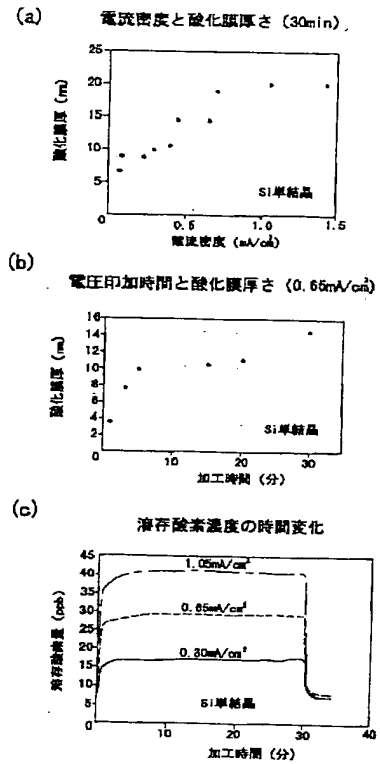 (a)
電流密度と酸化膜厚さ (30min)
酸化膜厚 (nm)
25
20
15
10
5
Si単結晶
0.5
1.0
1.5
電流密度 (mA/cm²)
(b)
電圧印加時間と酸化膜厚さ (0.65mA/cm²)
酸化膜厚 (nm)
16
14
12
10
8
6
4
2
0
Si単結晶
10
20
30
加工時間 (分)
(c)
溶存酸素濃度の時間変化
溶存酸素量 (ppb)
45
40
35
30
25
20
15
10
5
0
1.05mA/cm²
0.65mA/cm²
0.30mA/cm²
Si単結晶
0
10
20
30
40
加工時間 (分)